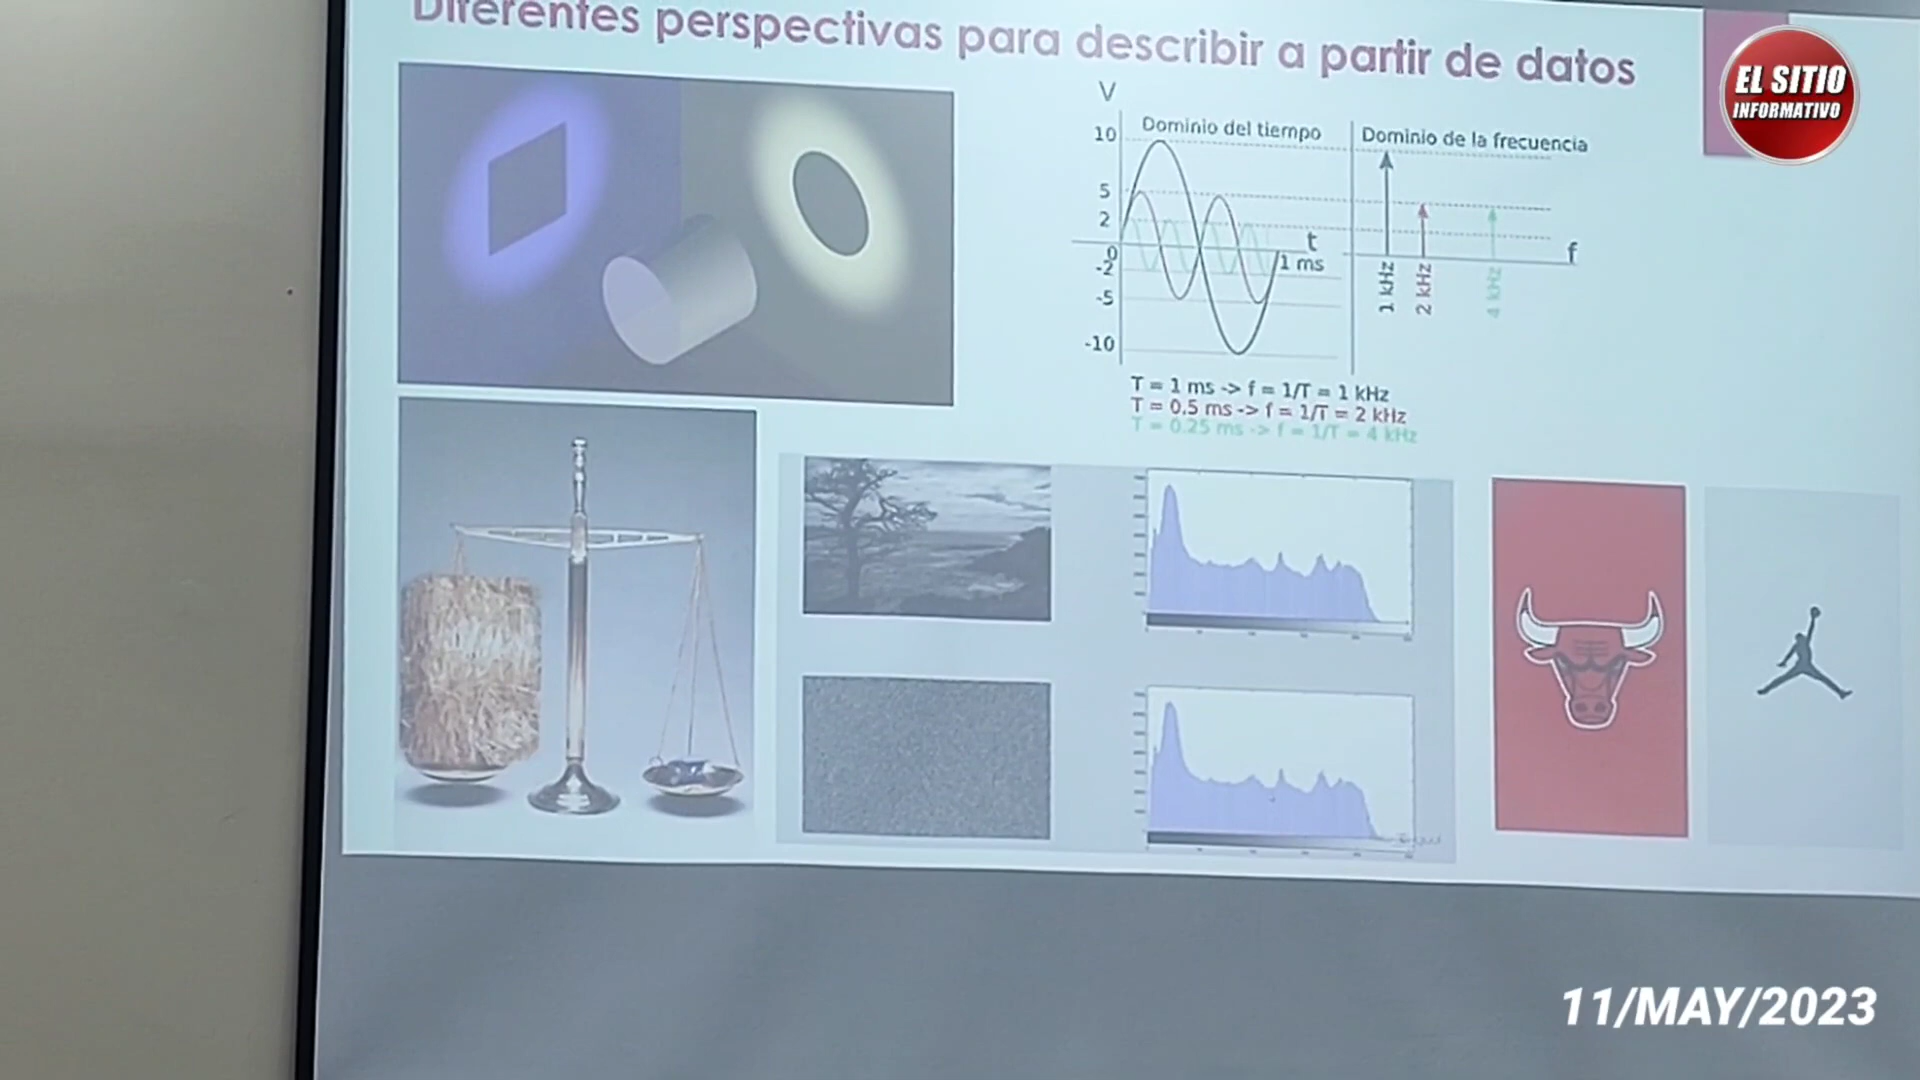 Diferentes perspectivas para describir a partir de datos
EL SITIO
INFORMATIVO
V
Dominio del tiempo
Dominio de la frecuencia
10
5
2
0
-2
-5
-10
t
1 ms
f
1 kHz
2 kHz
4 kHz
T = 1 ms -> f = 1/T = 1 kHz
T = 0.5 ms -> f = 1/T = 2 kHz
T = 0.25 ms -> f = 1/T = 4 kHz
11/MAY/2023